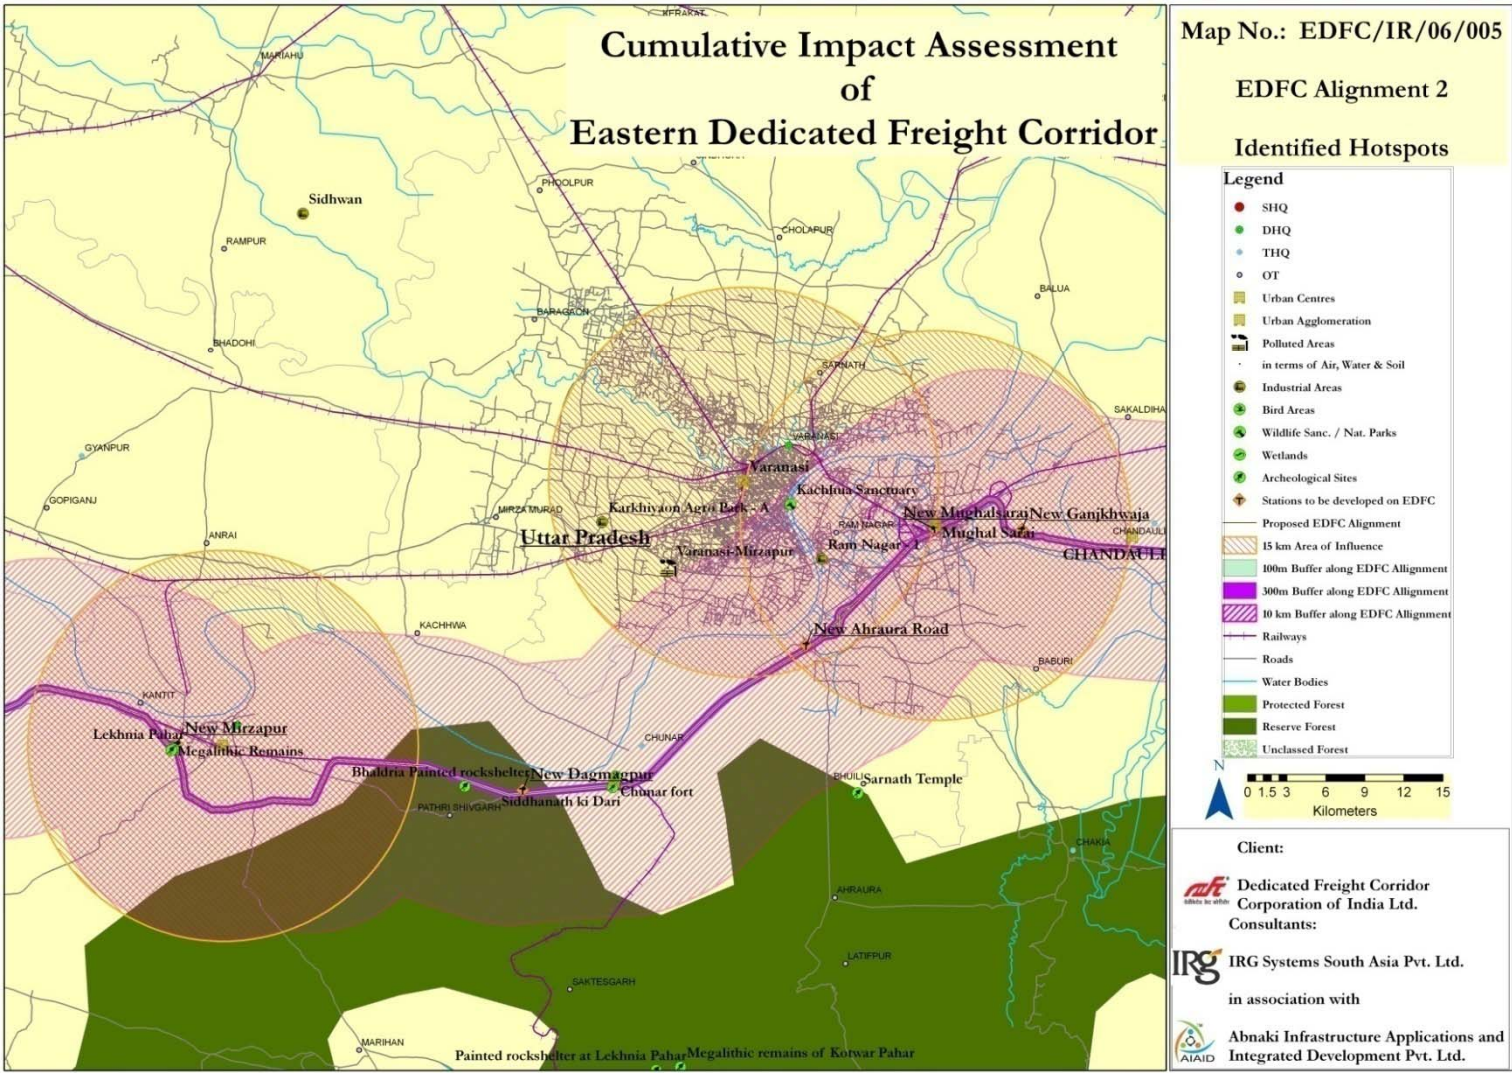 Cumulative Impact Assessment
of
Eastern Dedicated Freight Corridor
KERAKAT
MARIAHU
PHOOLPUR
Sidhwan
RAMPUR
CHOLAPUR
BALUA
BARAGAON
BHADOHI
SARNATH
SAKALDIHA
GYANPUR
VARANASI
Varanasi
GOPIGANJ
Kachhua Sanctuary
Karkhiyaon Agro Park - A
MIRZA MURAD
New Mughalsarai
New Ganjkhwaja
RAM NAGAR
Mughal Sarai
CHANDAULI
Uttar Pradesh
ANRAI
Ram Nagar - I
Varanasi-Mirzapur
CHANDAULI
KACHHWA
New Ahraura Road
BABURI
KANTIT
New Mirzapur
Lekhnia Pahar
Megalithic Remains
CHUNAR
Bhaldria Painted rockshelter
New Dagmagpur
BHUILI
Sarnath Temple
Chunar fort
Siddhanath ki Dari
PATHRI SHIVGARH
CHAKIA
AHRAURA
LATIFPUR
SAKTESGARH
MARIHAN
Painted rockshelter at Lekhnia Pahar
Megalithic remains of Kotwar Pahar
Map No.: EDFC/IR/06/005
EDFC Alignment 2
Identified Hotspots
Legend
SHQ
DHQ
THQ
OT
Urban Centres
Urban Agglomeration
Polluted Areas
in terms of Air, Water & Soil
Industrial Areas
Bird Areas
Wildlife Sanc. / Nat. Parks
Wetlands
Archeological Sites
Stations to be developed on EDFC
Proposed EDFC Alignment
15 km Area of Influence
100m Buffer along EDFC Allignment
300m Buffer along EDFC Allignment
10 km Buffer along EDFC Allignment
Railways
Roads
Water Bodies
Protected Forest
Reserve Forest
Unclassed Forest
N
0 1.5 3 6 9 12 15
Kilometers
Client:
Dedicated Freight Corridor
Corporation of India Ltd.
Consultants:
IRG
IRG Systems South Asia Pvt. Ltd.
in association with
AIAID
Abnaki Infrastructure Applications and
Integrated Development Pvt. Ltd.